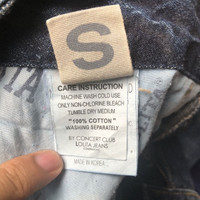 S
CARE INSTRUCTION
MACHINE WASH COLD USE
ONLY NON-CHLORINE BLEACH
TUMBLE DRY MEDIUM
"100% COTTON"
WASHING SEPARATELY
BY CONCERT CLUB
LOLITA JEANS
MADE IN KOREA